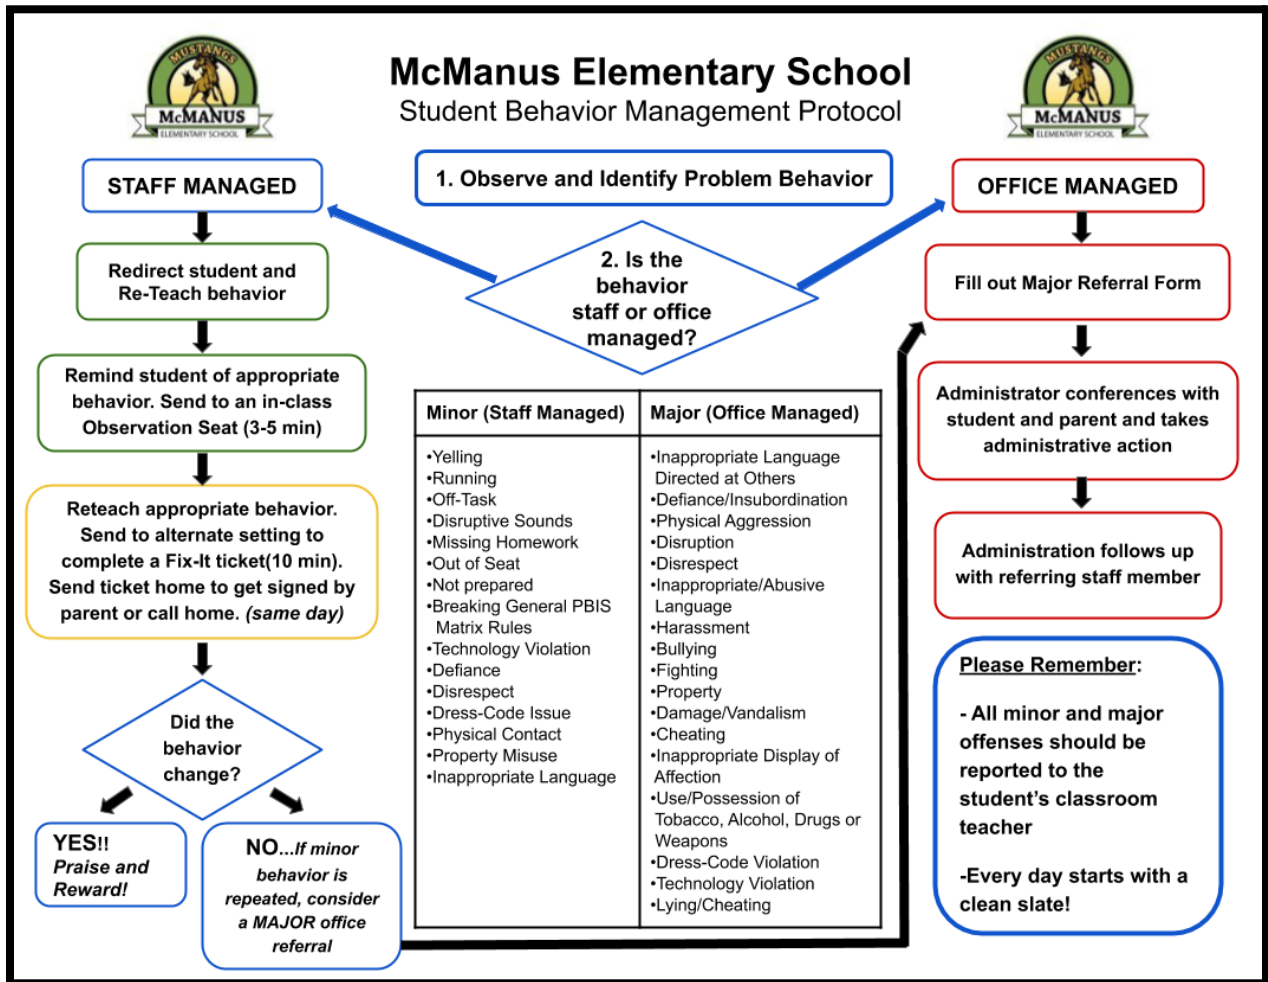 MUSTANGS
McMANUS
ELEMENTARY SCHOOL
McManus Elementary School
Student Behavior Management Protocol
MUSTANGS
McMANUS
ELEMENTARY SCHOOL
STAFF MANAGED
1. Observe and Identify Problem Behavior
OFFICE MANAGED
2. Is the
behavior
staff or office
managed?
Redirect student and
Re-Teach behavior
Remind student of appropriate
behavior. Send to an in-class
Observation Seat (3-5 min)
Reteach appropriate behavior.
Send to alternate setting to
complete a Fix-It ticket(10 min).
Send ticket home to get signed by
parent or call home. (same day)
Did the
behavior
change?
YES!!
Praise and
Reward!
NO...If minor
behavior is
repeated, consider
a MAJOR office
referral
Minor (Staff Managed)
•Yelling
•Running
•Off-Task
•Disruptive Sounds
•Missing Homework
•Out of Seat
•Not prepared
•Breaking General PBIS
Matrix Rules
•Technology Violation
•Defiance
•Disrespect
•Dress-Code Issue
•Physical Contact
•Property Misuse
•Inappropriate Language
Major (Office Managed)
•Inappropriate Language
Directed at Others
•Defiance/Insubordination
•Physical Aggression
•Disruption
•Disrespect
•Inappropriate/Abusive
Language
•Harassment
•Bullying
•Fighting
•Property
•Damage/Vandalism
•Cheating
•Inappropriate Display of
Affection
•Use/Possession of
Tobacco, Alcohol, Drugs or
Weapons
•Dress-Code Violation
•Technology Violation
•Lying/Cheating
Fill out Major Referral Form
Administrator conferences with
student and parent and takes
administrative action
Administration follows up
with referring staff member
Please Remember:
- All minor and major
offenses should be
reported to the
student’s classroom
teacher
-Every day starts with a
clean slate!